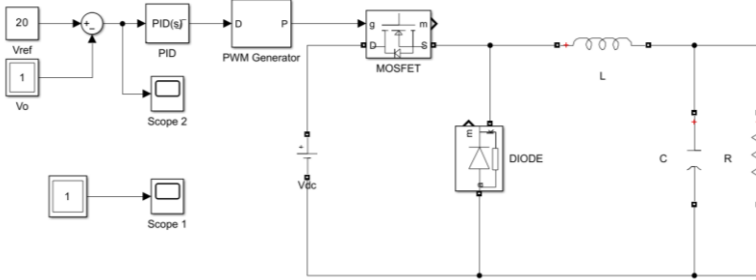 20
Vref
+
−
PID(s)
PID
D
P
PWM Generator
g
m
D
S
MOSFET
1
Vo
Scope 2
+
L
+
E
DIODE
C
R
+
Vdc
1
Scope 1